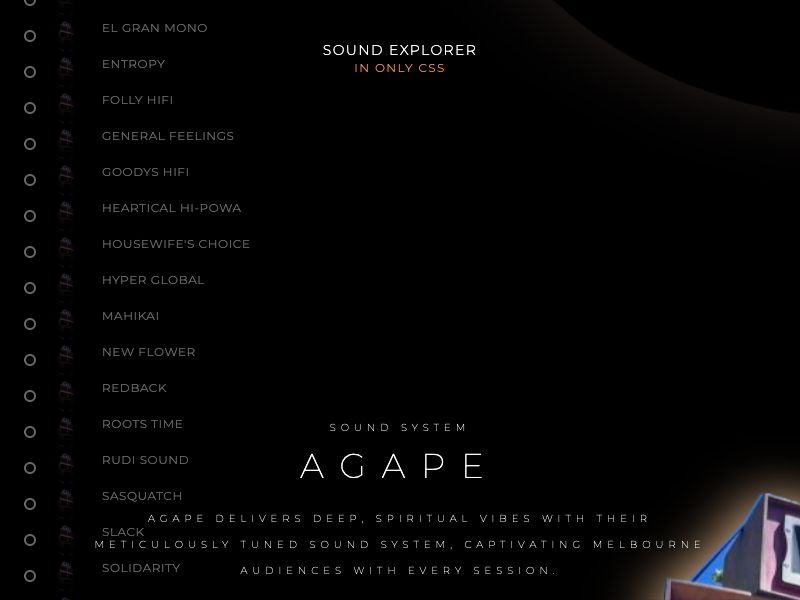 EL GRAN MONO
ENTROPY
FOLLY HIFI
GENERAL FEELINGS
GOODYS HIFI
HEARTICAL HI-POWA
HOUSEWIFE'S CHOICE
HYPER GLOBAL
MAHIKAI
NEW FLOWER
REDBACK
ROOTS TIME
RUDI SOUND
SASQUATCH
SLACK
SOLIDARITY
SOUND EXPLORER
IN ONLY CSS
SOUND SYSTEM
AGAPE
AGAPE DELIVERS DEEP, SPIRITUAL VIBES WITH THEIR
METICULOUSLY TUNED SOUND SYSTEM, CAPTIVATING MELBOURNE
AUDIENCES WITH EVERY SESSION.